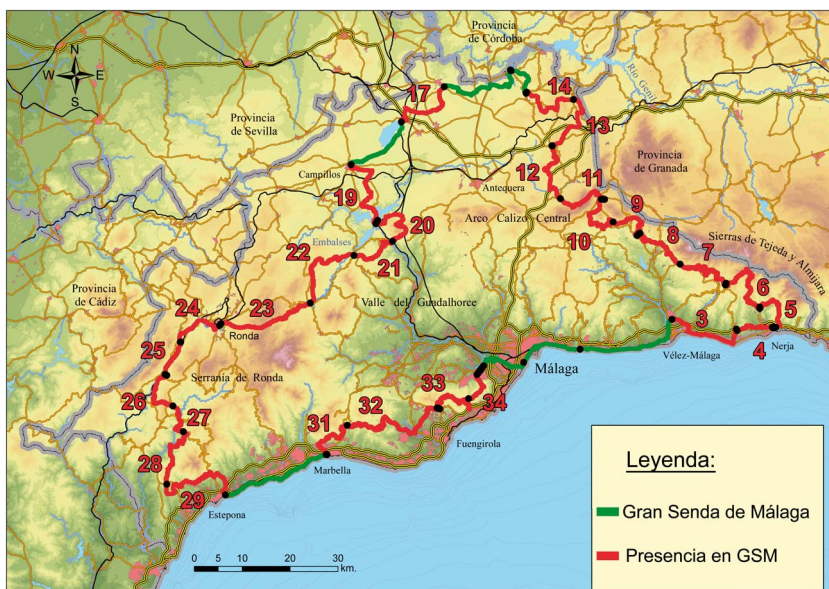 N
W E
S
Provincia
de Córdoba
Río Genil
Provincia
de Sevilla
17
14
13
Campillos
12
Antequera
Provincia
de Granada
11
19
20
Arco Calizo Central
9
10
Sierras de Tejeda y Almijara
22
Embalses
21
8
7
Provincia
de Cádiz
Valle del Guadalhorce
6
24
23
Ronda
5
3
4
Nerja
Vélez-Málaga
25
Serranía de Ronda
Málaga
26
27
33
34
31
32
Fuengirola
28
Marbella
29
Estepona
0 5 10 20 30
km.
Leyenda:
Gran Senda de Málaga
Presencia en GSM